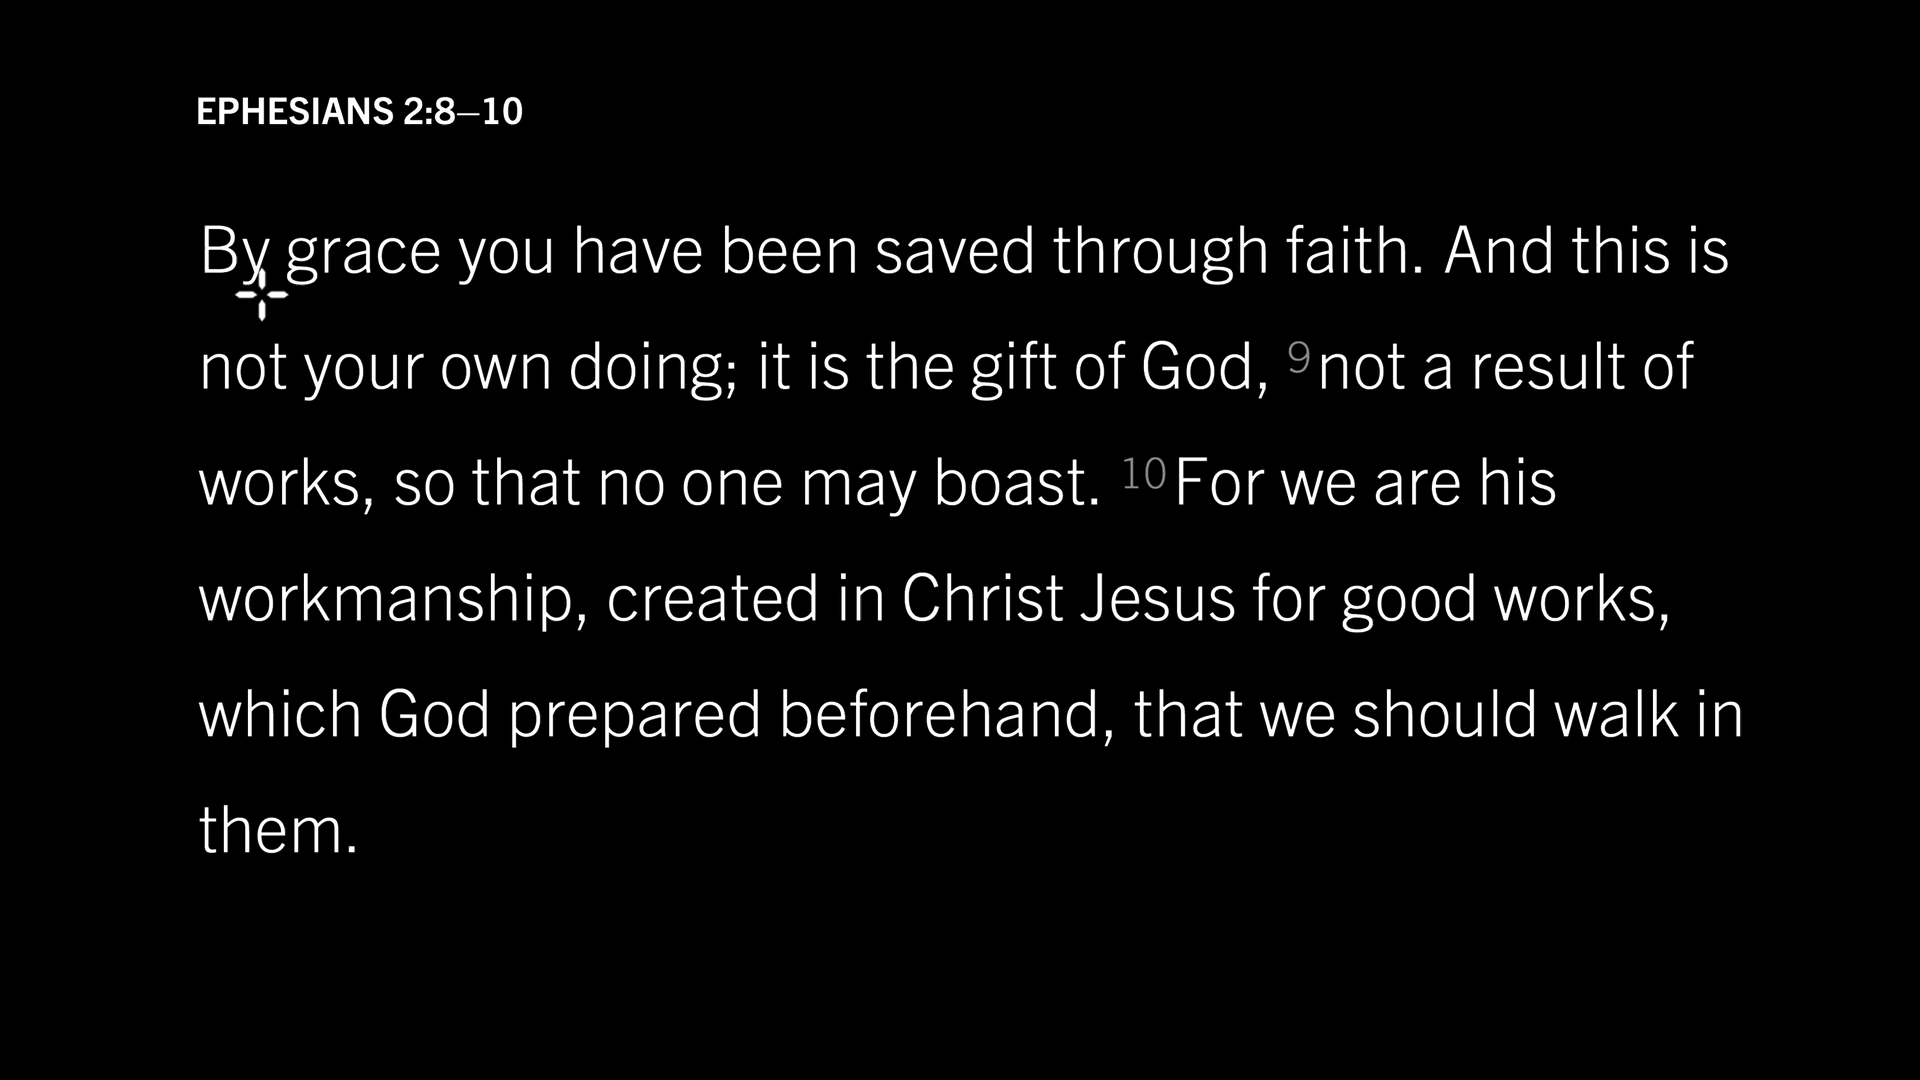 EPHESIANS 2:8–10
By grace you have been saved through faith. And this is
not your own doing; it is the gift of God, 9 not a result of
works, so that no one may boast. 10 For we are his
workmanship, created in Christ Jesus for good works,
which God prepared beforehand, that we should walk in
them.